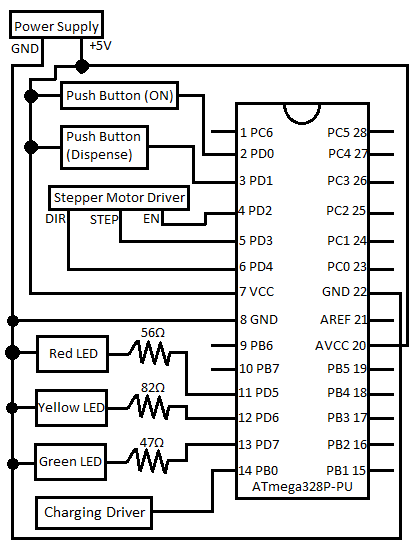 Power Supply
GND
+5V
Push Button (ON)
Push Button
(Dispense)
Stepper Motor Driver
DIR
STEP
EN
1 PC6
2 PD0
3 PD1
4 PD2
5 PD3
6 PD4
7 VCC
8 GND
9 PB6
10 PB7
11 PD5
12 PD6
13 PD7
14 PB0
PC5 28
PC4 27
PC3 26
PC2 25
PC1 24
PC0 23
GND 22
AREF 21
AVCC 20
PB5 19
PB4 18
PB3 17
PB2 16
PB1 15
ATmega328P-PU
56Ω
Red LED
82Ω
Yellow LED
47Ω
Green LED
Charging Driver